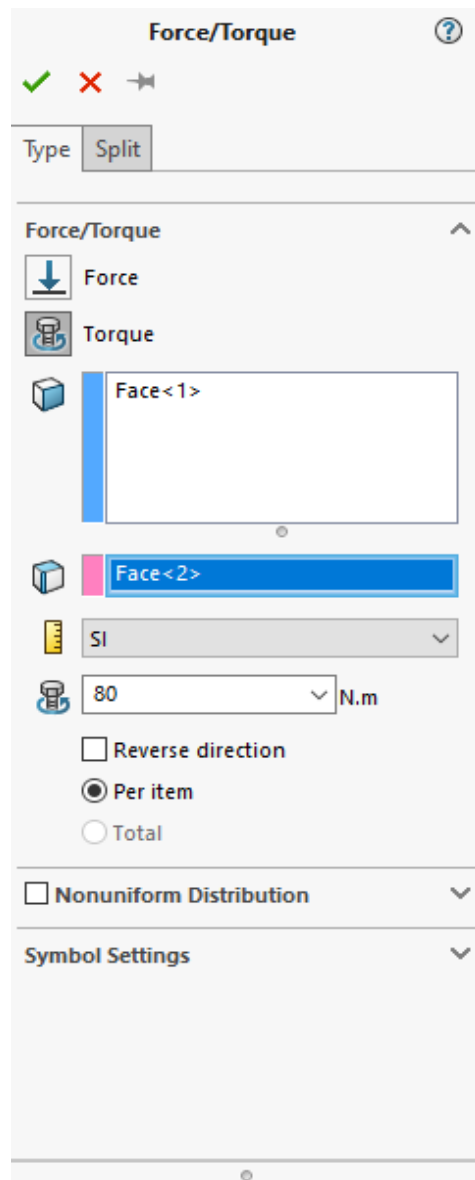 Force/Torque
Type Split
Force/Torque
Force
Torque
Face<1>
Face<2>
SI
80 N.m
Reverse direction
Per item
Total
Nonuniform Distribution
Symbol Settings